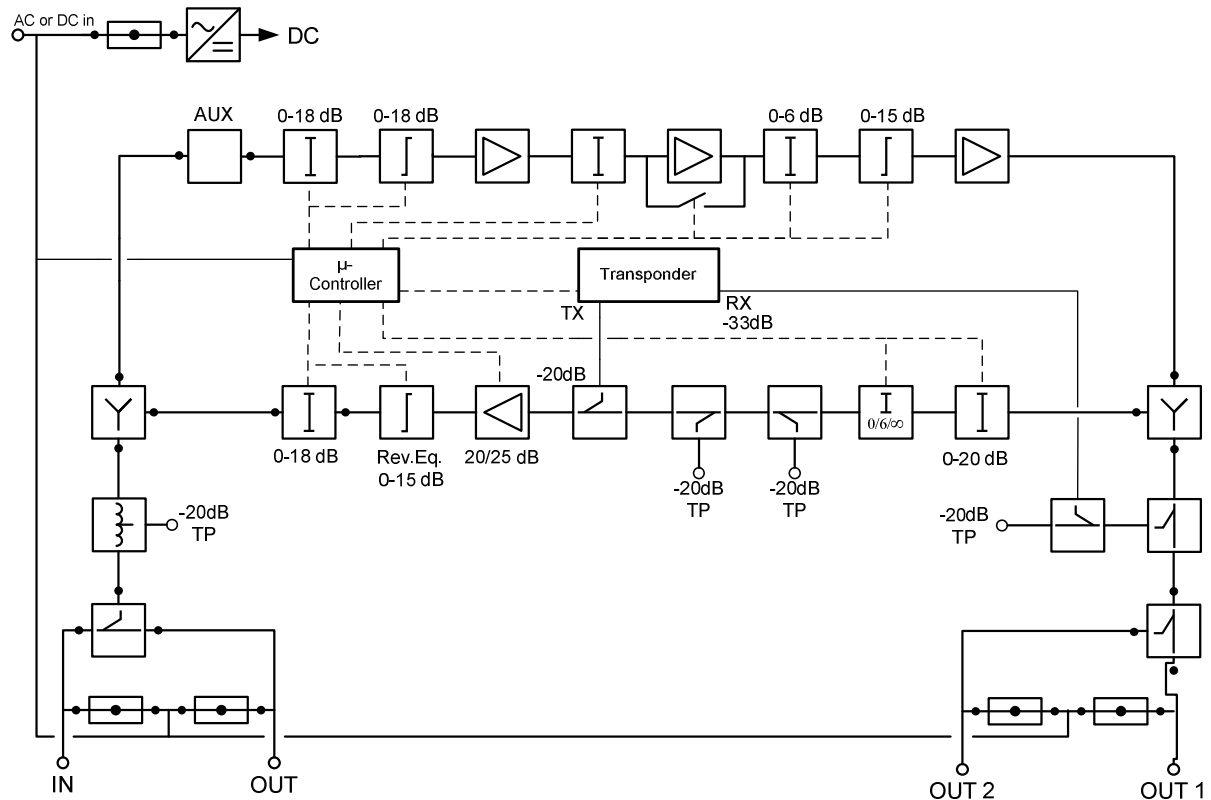 AC or DC in
DC
AUX
0-18 dB
0-18 dB
0-6 dB
0-15 dB
µ-
Controller
Transponder
TX
RX
-33dB
-20dB
0/6/∞
0-18 dB
Rev.Eq.
0-15 dB
20/25 dB
0-20 dB
-20dB
TP
-20dB
TP
-20dB
TP
-20dB
TP
IN
OUT
OUT 2
OUT 1